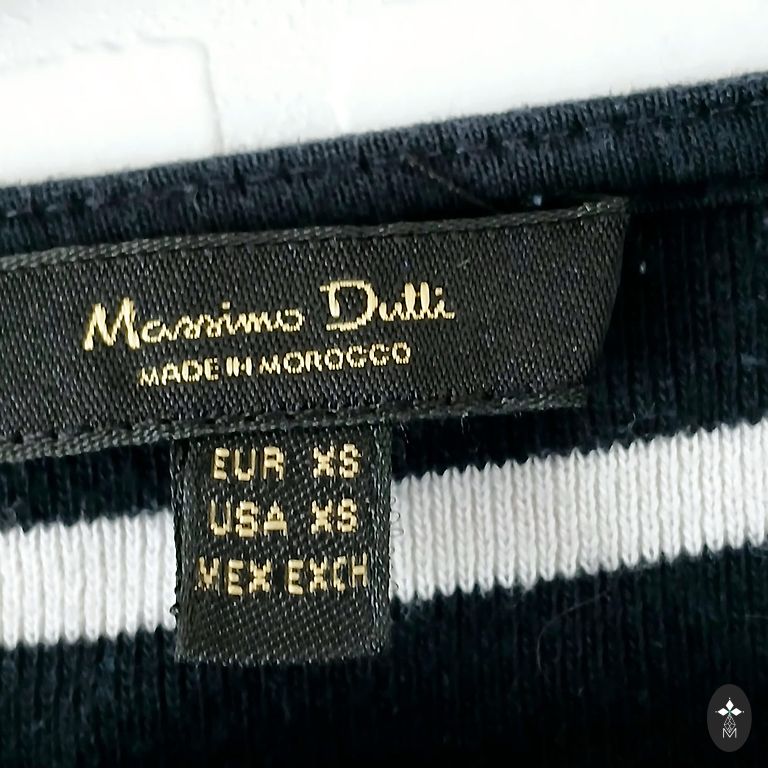 Massimo Dutti
MADE IN MOROCCO
EUR XS
USA XS
MEX EXCH
M